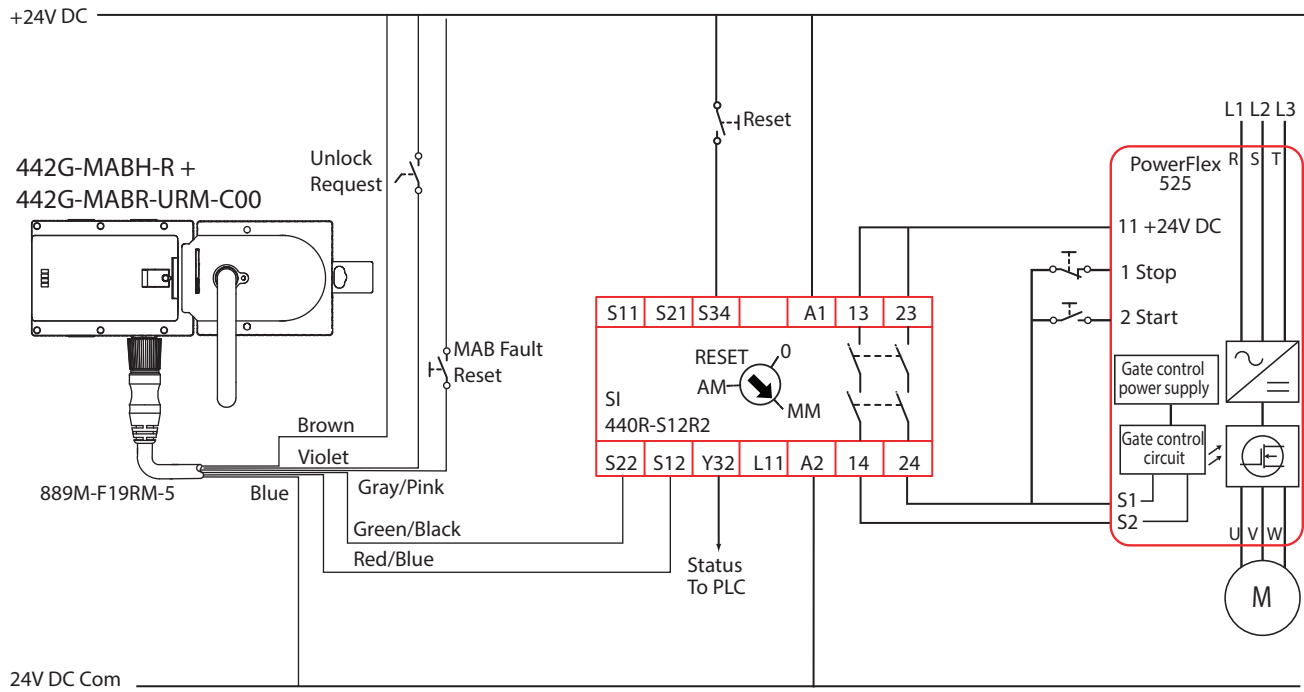 +24V DC
442G-MABH-R +
442G-MABR-URM-C00
Unlock
Request
Reset
L1 L2 L3
R S T
PowerFlex
525
11 +24V DC
1 Stop
2 Start
S11 S21 S34 A1 13 23
MAB Fault
Reset
RESET
0
AM
MM
SI
440R-S12R2
Gate control
power supply
Gate control
circuit
Brown
Violet
S22 S12 Y32 L11 A2 14 24
889M-F19RM-5
Blue
Gray/Pink
S1
S2
Green/Black
Red/Blue
Status
To PLC
U V W
M
24V DC Com